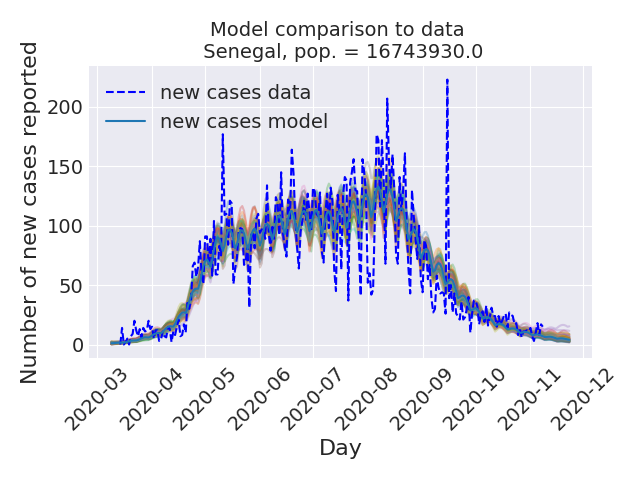 Model comparison to data
Senegal, pop. = 16743930.0
Number of new cases reported
200
150
100
50
0
new cases data
new cases model
2020-03
2020-04
2020-05
2020-06
2020-07
2020-08
2020-09
2020-10
2020-11
2020-12
Day